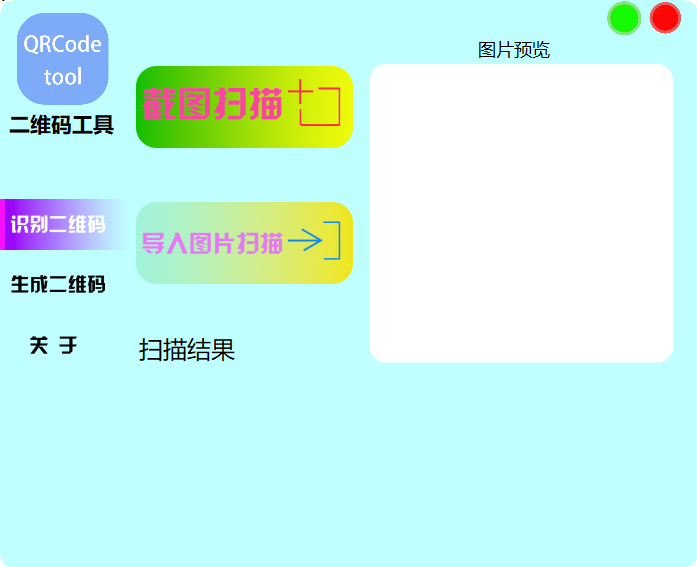 QRCode
tool
二维码工具
识别二维码
生成二维码
关 于
截图扫描
导入图片扫描
扫描结果
图片预览